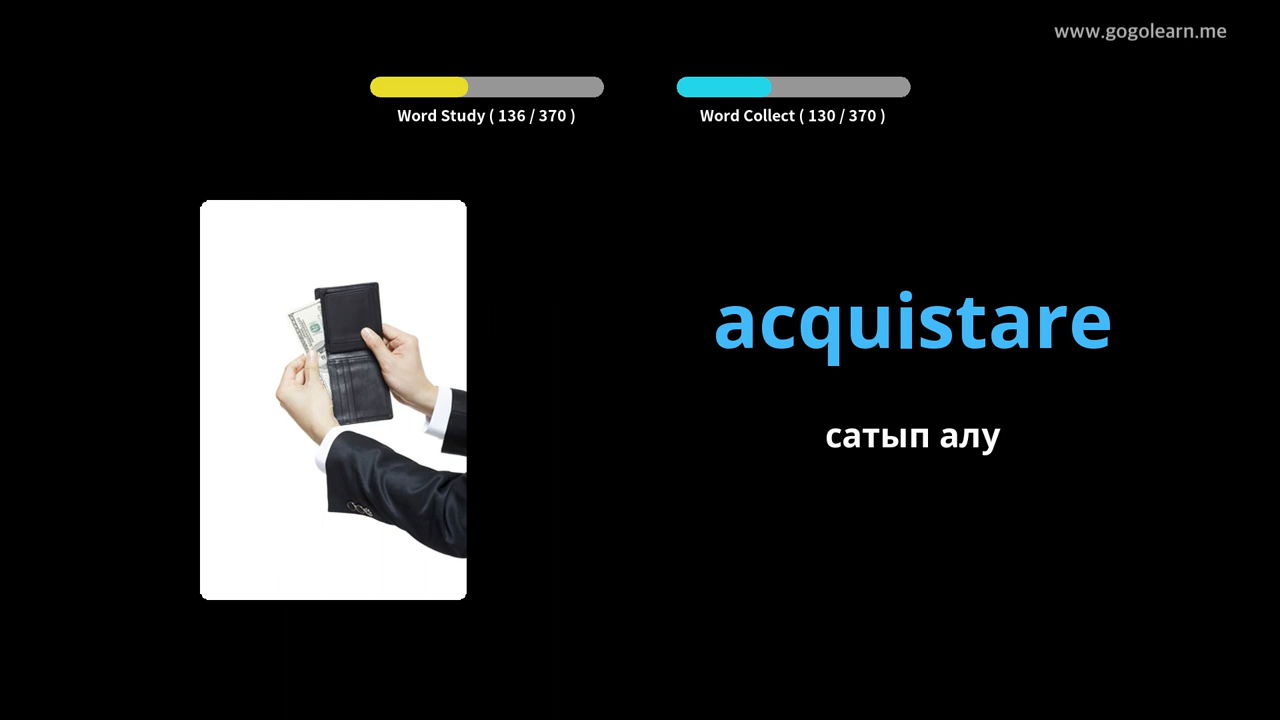 www.gogolearn.me
Word Study ( 136 / 370 )
Word Collect ( 130 / 370 )
acquistare
сатып алу